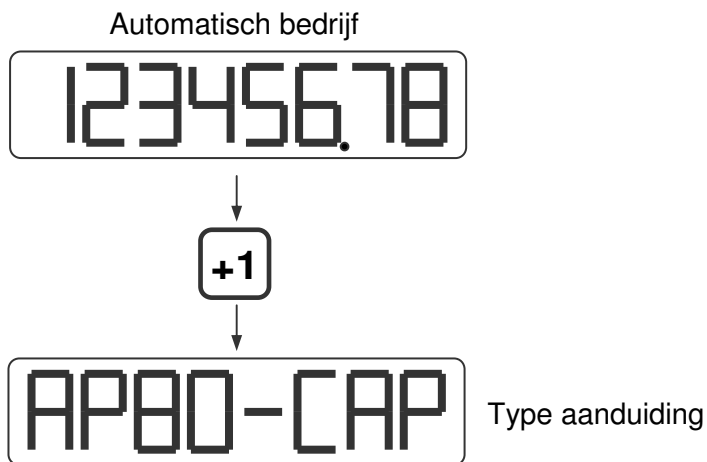 Automatisch bedrijf
123456.78
+1
AP80-CAP
Type aanduiding